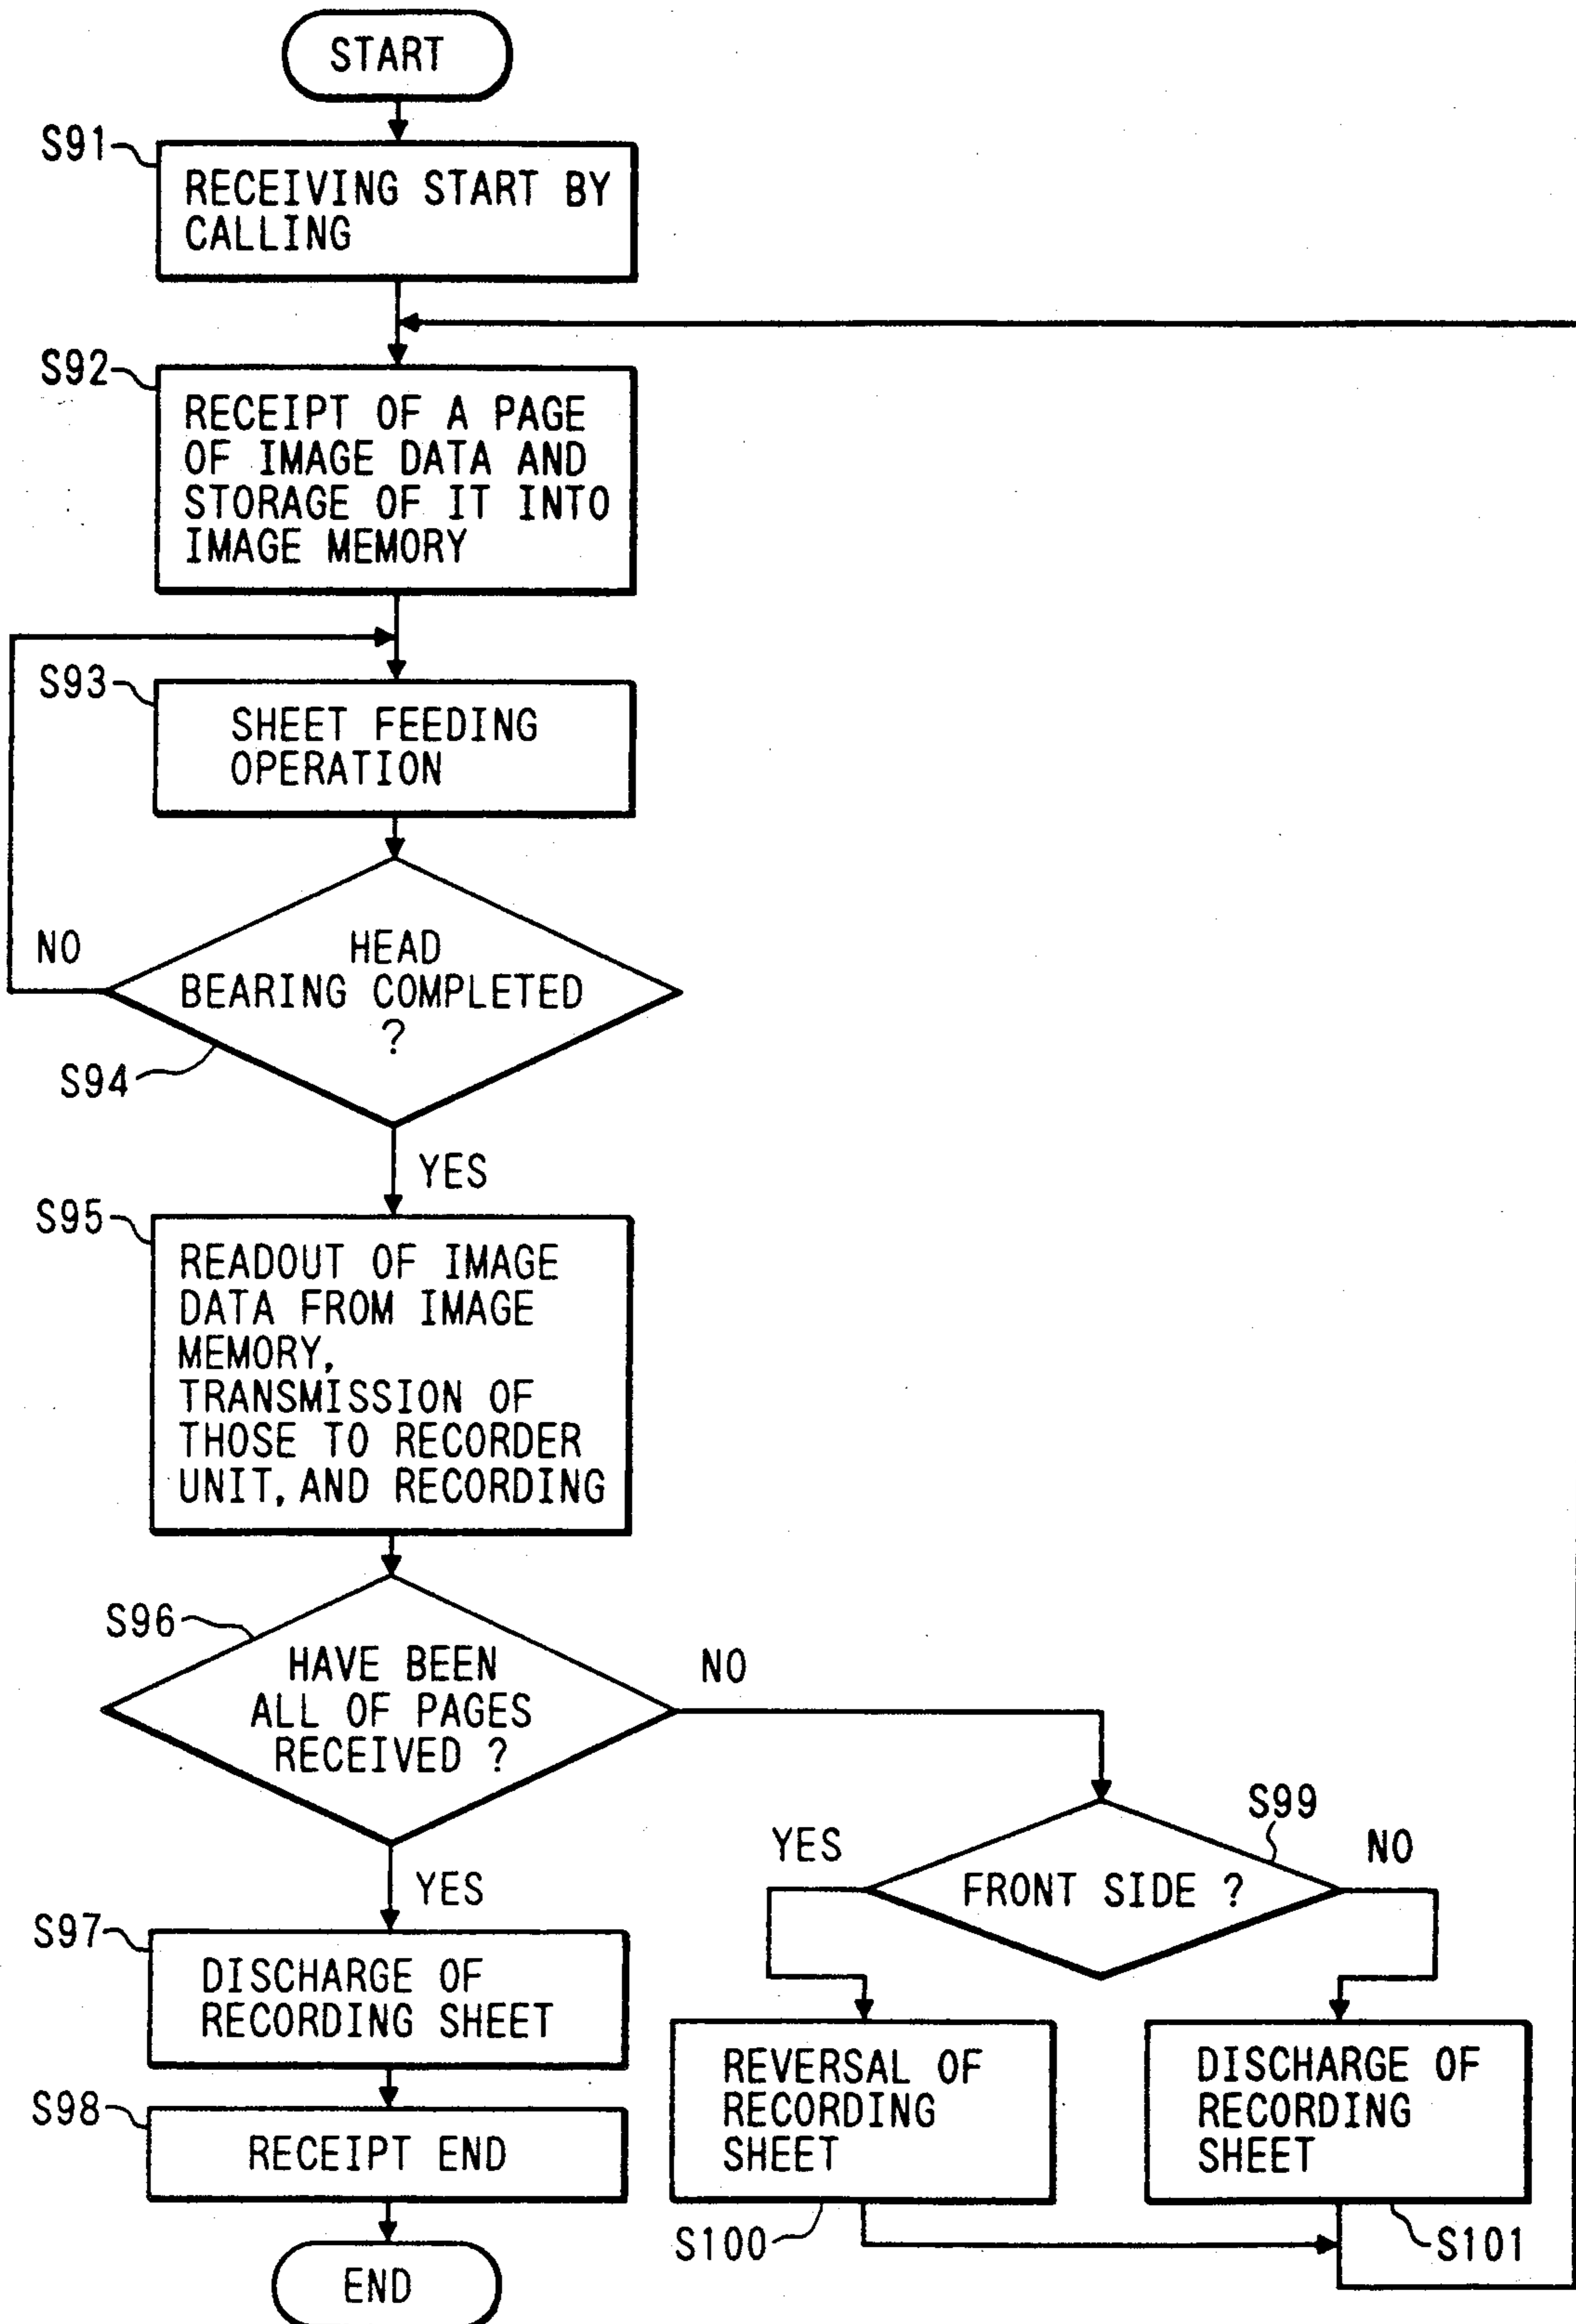 START
S91
RECEIVING START BY
CALLING
S92
RECEIPT OF A PAGE
OF IMAGE DATA AND
STORAGE OF IT INTO
IMAGE MEMORY
S93
SHEET FEEDING
OPERATION
NO
HEAD
BEARING COMPLETED
?
S94
YES
S95
READOUT OF IMAGE
DATA FROM IMAGE
MEMORY,
TRANSMISSION OF
THOSE TO RECORDER
UNIT, AND RECORDING
S96
HAVE BEEN
ALL OF PAGES
RECEIVED ?
NO
YES
S99
YES
FRONT SIDE ?
NO
S97
DISCHARGE OF
RECORDING SHEET
S98
RECEIPT END
REVERSAL OF
RECORDING
SHEET
S100
DISCHARGE OF
RECORDING
SHEET
S101
END